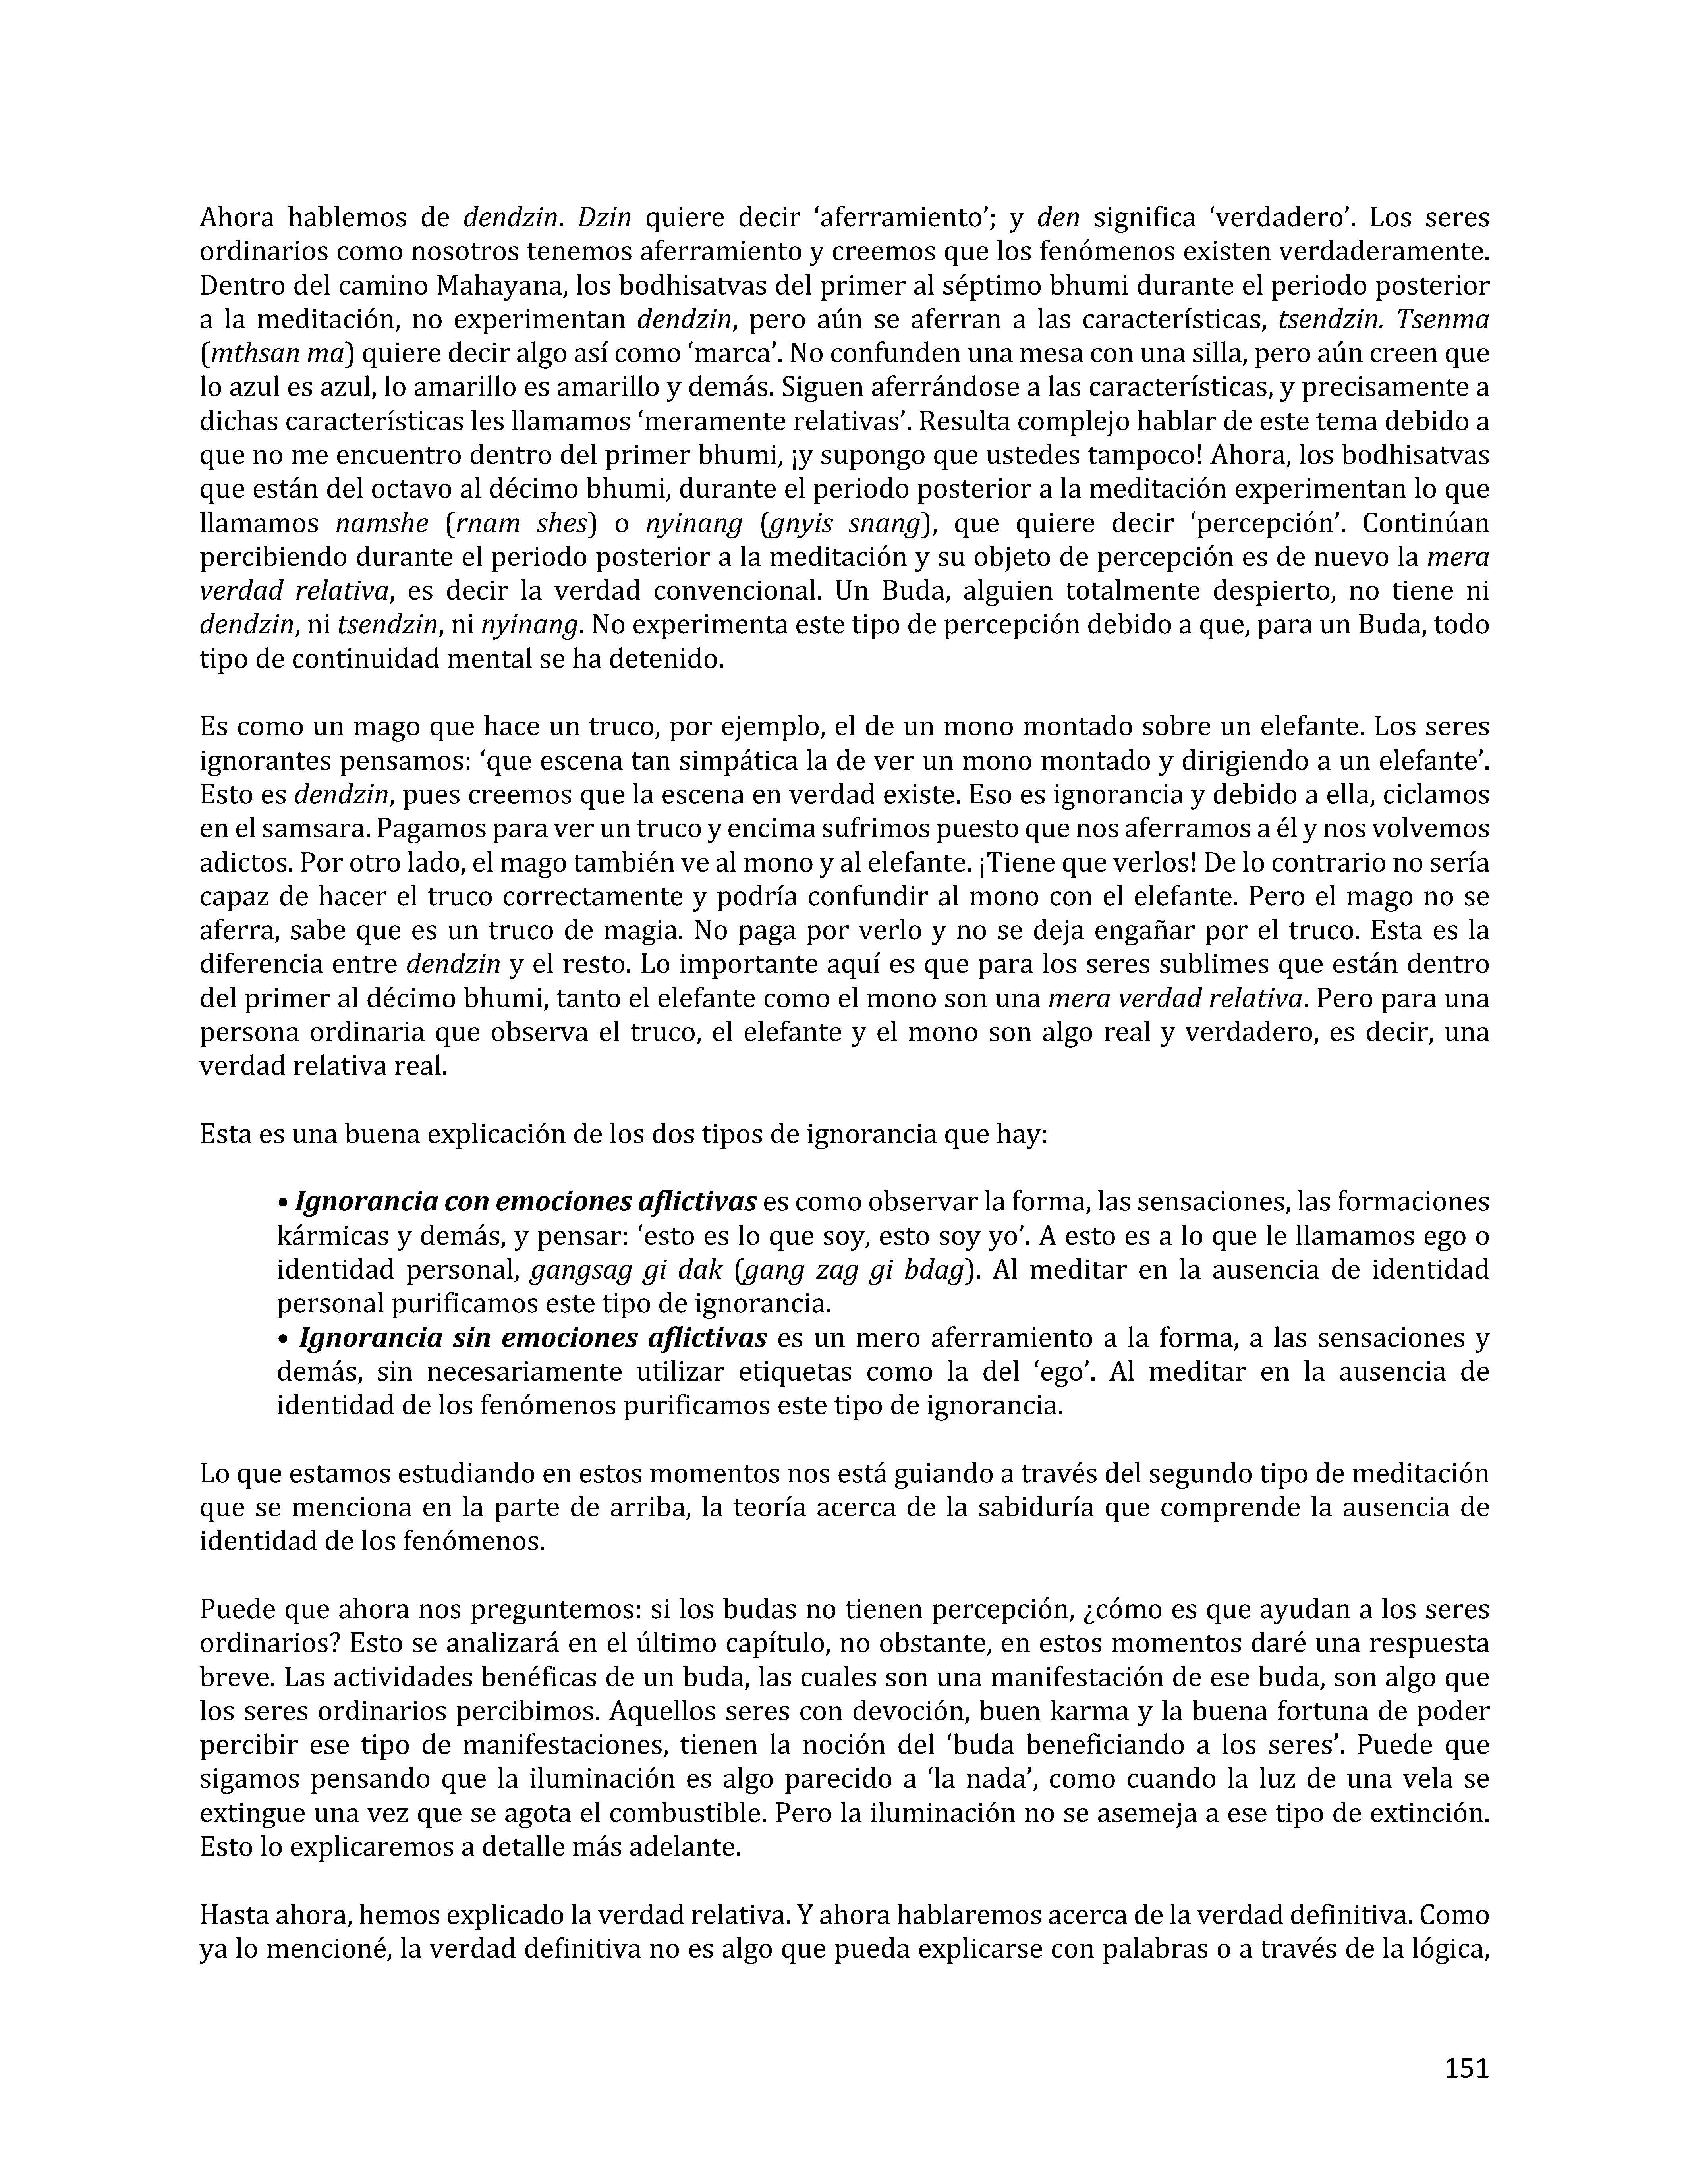 Ahora hablemos de dendzin. Dzin quiere decir ‘aferramiento’; y den significa ‘verdadero’. Los seres
ordinarios como nosotros tenemos aferramiento y creemos que los fenómenos existen verdaderamente.
Dentro del camino Mahayana, los bodhisatvas del primer al séptimo bhumi durante el periodo posterior
a la meditación, no experimentan dendzin, pero aún se aferran a las características, tsendzin. Tsenma
(mthsan ma) quiere decir algo así como ‘marca’. No confunden una mesa con una silla, pero aún creen que
lo azul es azul, lo amarillo es amarillo y demás. Siguen aferrándose a las características, y precisamente a
dichas características les llamamos ‘meramente relativas’. Resulta complejo hablar de este tema debido a
que no me encuentro dentro del primer bhumi, ¡y supongo que ustedes tampoco! Ahora, los bodhisatvas
que están del octavo al décimo bhumi, durante el periodo posterior a la meditación experimentan lo que
llamamos namshe (rnam shes) o nyinang (gnyis snang), que quiere decir ‘percepción’. Continúan
percibiendo durante el periodo posterior a la meditación y su objeto de percepción es de nuevo la mera
verdad relativa, es decir la verdad convencional. Un Buda, alguien totalmente despierto, no tiene ni
dendzin, ni tsendzin, ni nyinang. No experimenta este tipo de percepción debido a que, para un Buda, todo
tipo de continuidad mental se ha detenido.
Es como un mago que hace un truco, por ejemplo, el de un mono montado sobre un elefante. Los seres
ignorantes pensamos: ‘que escena tan simpática la de ver un mono montado y dirigiendo a un elefante’.
Esto es dendzin, pues creemos que la escena en verdad existe. Eso es ignorancia y debido a ella, ciclamos
en el samsara. Pagamos para ver un truco y encima sufrimos puesto que nos aferramos a él y nos volvemos
adictos. Por otro lado, el mago también ve al mono y al elefante. ¡Tiene que verlos! De lo contrario no sería
capaz de hacer el truco correctamente y podría confundir al mono con el elefante. Pero el mago no se
aferra, sabe que es un truco de magia. No paga por verlo y no se deja engañar por el truco. Esta es la
diferencia entre dendzin y el resto. Lo importante aquí es que para los seres sublimes que están dentro
del primer al décimo bhumi, tanto el elefante como el mono son una mera verdad relativa. Pero para una
persona ordinaria que observa el truco, el elefante y el mono son algo real y verdadero, es decir, una
verdad relativa real.
Esta es una buena explicación de los dos tipos de ignorancia que hay:
• Ignorancia con emociones aflictivas es como observar la forma, las sensaciones, las formaciones
kármicas y demás, y pensar: ‘esto es lo que soy, esto soy yo’. A esto es a lo que le llamamos ego o
identidad personal, gangsag gi dak (gang zag gi bdag). Al meditar en la ausencia de identidad
personal purificamos este tipo de ignorancia.
• Ignorancia sin emociones aflictivas es un mero aferramiento a la forma, a las sensaciones y
demás, sin necesariamente utilizar etiquetas como la del ‘ego’. Al meditar en la ausencia de
identidad de los fenómenos purificamos este tipo de ignorancia.
Lo que estamos estudiando en estos momentos nos está guiando a través del segundo tipo de meditación
que se menciona en la parte de arriba, la teoría acerca de la sabiduría que comprende la ausencia de
identidad de los fenómenos.
Puede que ahora nos preguntemos: si los budas no tienen percepción, ¿cómo es que ayudan a los seres
ordinarios? Esto se analizará en el último capítulo, no obstante, en estos momentos daré una respuesta
breve. Las actividades benéficas de un buda, las cuales son una manifestación de ese buda, son algo que
los seres ordinarios percibimos. Aquellos seres con devoción, buen karma y la buena fortuna de poder
percibir ese tipo de manifestaciones, tienen la noción del ‘buda beneficiando a los seres’. Puede que
sigamos pensando que la iluminación es algo parecido a ‘la nada’, como cuando la luz de una vela se
extingue una vez que se agota el combustible. Pero la iluminación no se asemeja a ese tipo de extinción.
Esto lo explicaremos a detalle más adelante.
Hasta ahora, hemos explicado la verdad relativa. Y ahora hablaremos acerca de la verdad definitiva. Como
ya lo mencioné, la verdad definitiva no es algo que pueda explicarse con palabras o a través de la lógica,
151